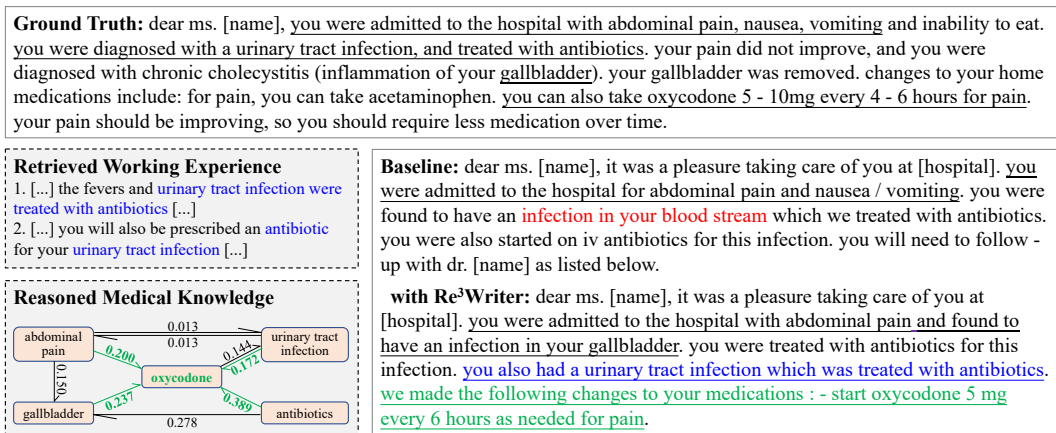 Ground Truth: dear ms. [name], you were admitted to the hospital with abdominal pain, nausea, vomiting and inability to eat.
you were diagnosed with a urinary tract infection, and treated with antibiotics. your pain did not improve, and you were
diagnosed with chronic cholecystitis (inflammation of your gallbladder). your gallbladder was removed. changes to your home
medications include: for pain, you can take acetaminophen. you can also take oxycodone 5 - 10mg every 4 - 6 hours for pain.
your pain should be improving, so you should require less medication over time.
Retrieved Working Experience
1. [...] the fevers and urinary tract infection were
treated with antibiotics [...]
2. [...] you will also be prescribed an antibiotic
for your urinary tract infection [...]
Reasoned Medical Knowledge
abdominal
pain
0.013
0.013
urinary tract
infection
0.200
0.144
0.172
0.150
oxycodone
0.237
0.389
gallbladder
0.278
antibiotics
Baseline: dear ms. [name], it was a pleasure taking care of you at [hospital]. you
were admitted to the hospital for abdominal pain and nausea / vomiting. you were
found to have an infection in your blood stream which we treated with antibiotics.
you were also started on iv antibiotics for this infection. you will need to follow -
up with dr. [name] as listed below.
with Re³Writer: dear ms. [name], it was a pleasure taking care of you at
[hospital]. you were admitted to the hospital with abdominal pain and found to
have an infection in your gallbladder. you were treated with antibiotics for this
infection. you also had a urinary tract infection which was treated with antibiotics.
we made the following changes to your medications : - start oxycodone 5 mg
every 6 hours as needed for pain.